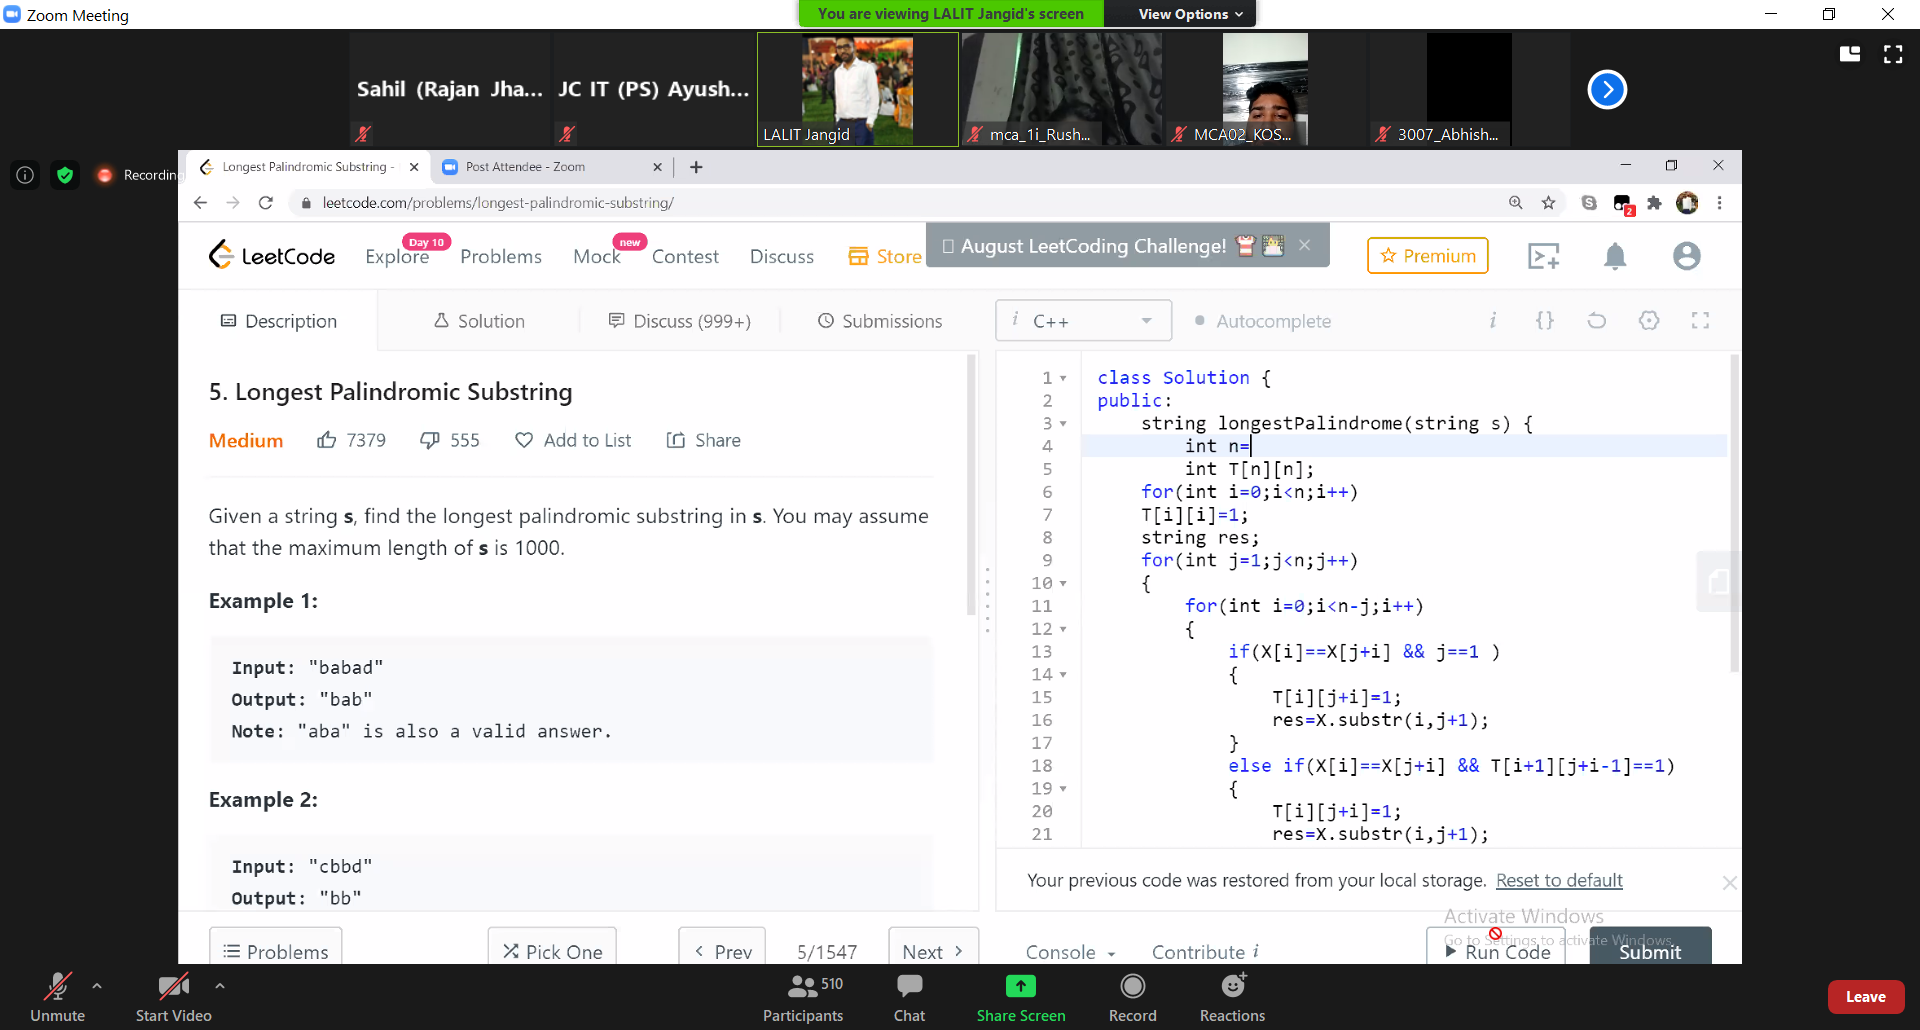 Zoom Meeting
You are viewing LALIT Jangid's screen
View Options
Sahil (Rajan Jha...
JC IT (PS) Ayush...
LALIT Jangid
mca_1i_Rush...
MCA02_KOS...
3007_Abhish...
Recording
Longest Palindromic Substring -
Post Attendee - Zoom
leetcode.com/problems/longest-palindromic-substring/
2
LeetCode
Explore
Day 10
Problems
Mock
new
Contest
Discuss
Store
August LeetCoding Challenge!
Premium
Description
Solution
Discuss (999+)
Submissions
i C++
Autocomplete
5. Longest Palindromic Substring
Medium
7379
555
Add to List
Share
Given a string s, find the longest palindromic substring in s. You may assume
that the maximum length of s is 1000.
Example 1:
Input: "babad"
Output: "bab"
Note: "aba" is also a valid answer.
Example 2:
Input: "cbbd"
Output: "bb"
1 class Solution {
2 public:
3 string longestPalindrome(string s) {
4 int n=
5 int T[n][n];
6 for(int i=0;i<n;i++)
7 T[i][i]=1;
8 string res;
9 for(int j=1;j<n;j++)
10 {
11 for(int i=0;i<n-j;i++)
12 {
13 if(X[i]==X[j+i] && j==1 )
14 {
15 T[i][j+i]=1;
16 res=X.substr(i,j+1);
17 }
18 else if(X[i]==X[j+i] && T[i+1][j+i-1]==1)
19 {
20 T[i][j+i]=1;
21 res=X.substr(i,j+1);
Your previous code was restored from your local storage. Reset to default
Activate Windows
Go to Settings to activate Windows.
Problems
Pick One
Prev
5/1547
Next
Console
Contribute i
Run Code
Submit
Unmute
Start Video
510
Participants
Chat
Share Screen
Record
Reactions
Leave